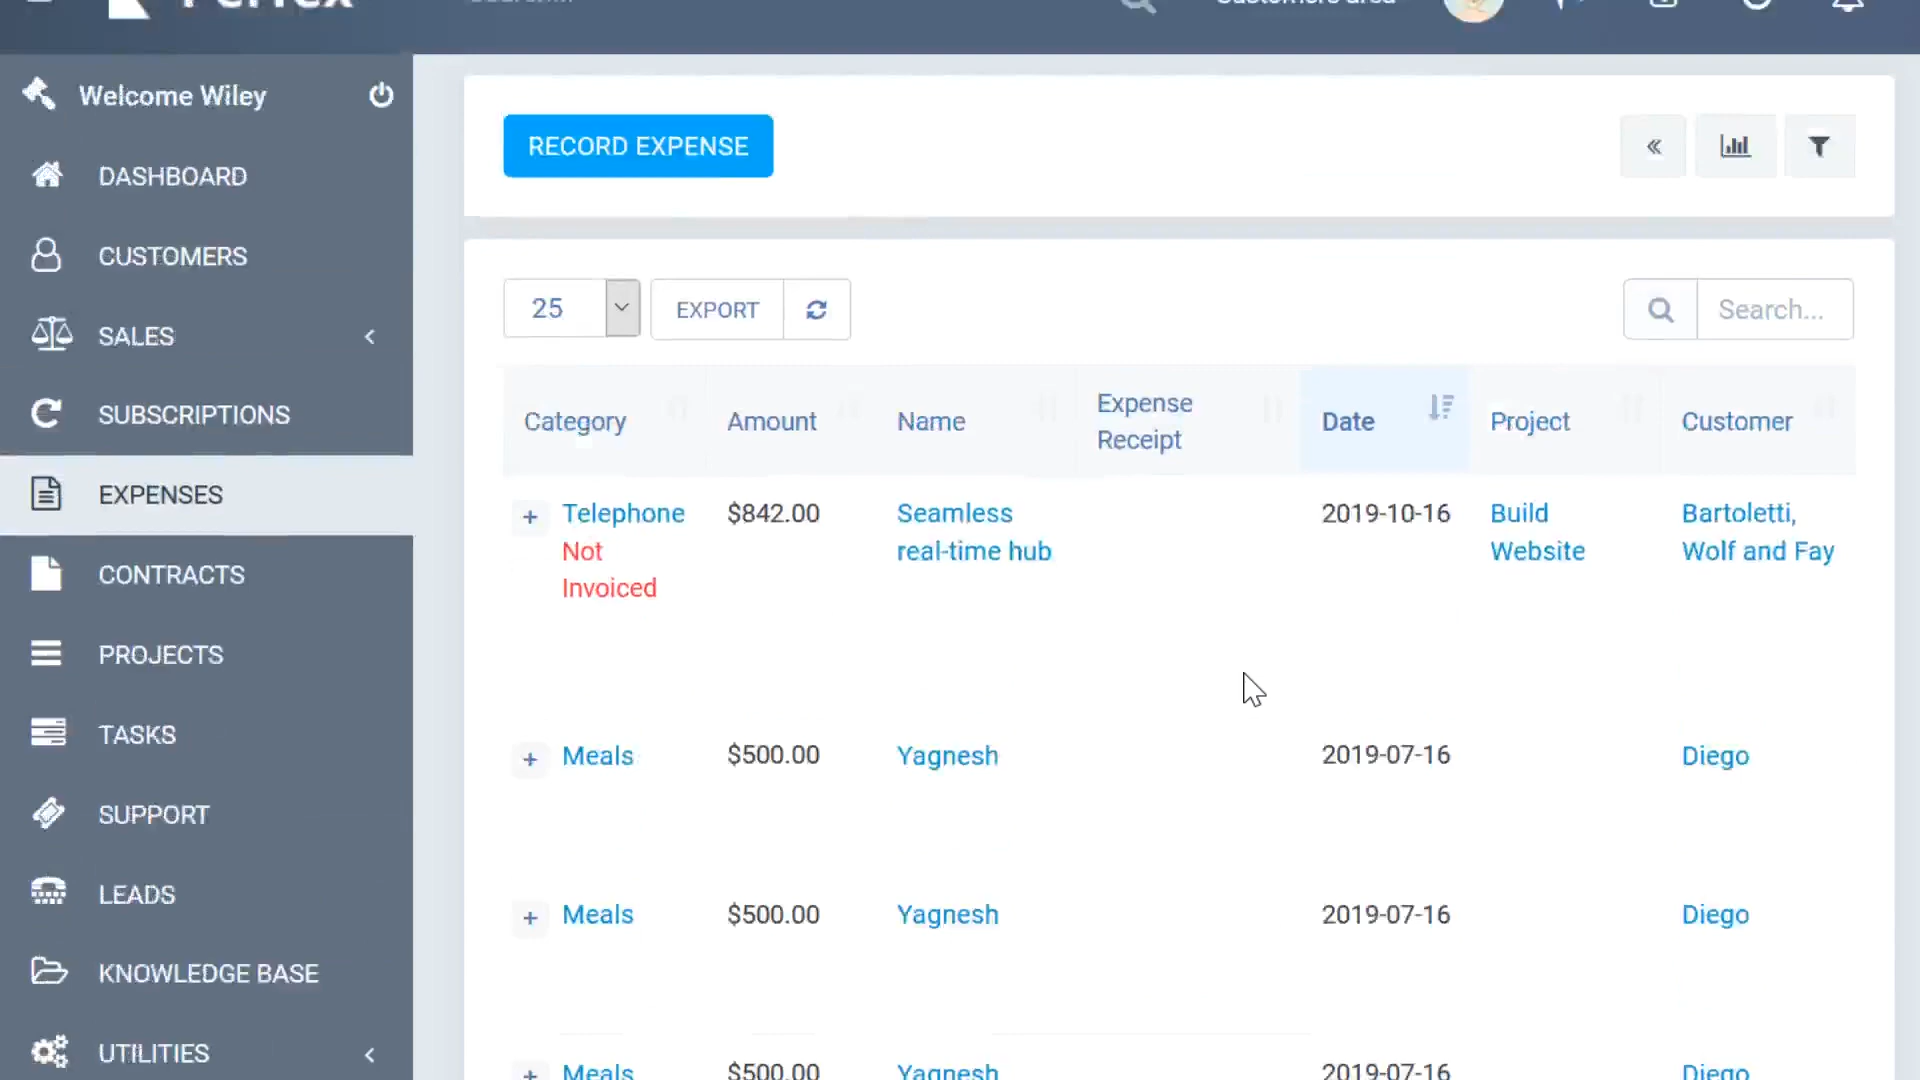 Perfex
Customers area
Welcome Wiley
DASHBOARD
CUSTOMERS
SALES
SUBSCRIPTIONS
EXPENSES
CONTRACTS
PROJECTS
TASKS
SUPPORT
LEADS
KNOWLEDGE BASE
UTILITIES
RECORD EXPENSE
25
EXPORT
Search...
Category
Amount
Name
Expense
Receipt
Date
Project
Customer
Telephone
Not
Invoiced
$842.00
Seamless
real-time hub
2019-10-16
Build
Website
Bartoletti,
Wolf and Fay
Meals
$500.00
Yagnesh
2019-07-16
Diego
Meals
$500.00
Yagnesh
2019-07-16
Diego
Meals
$500.00
Yagnesh
2019-07-16
Diego